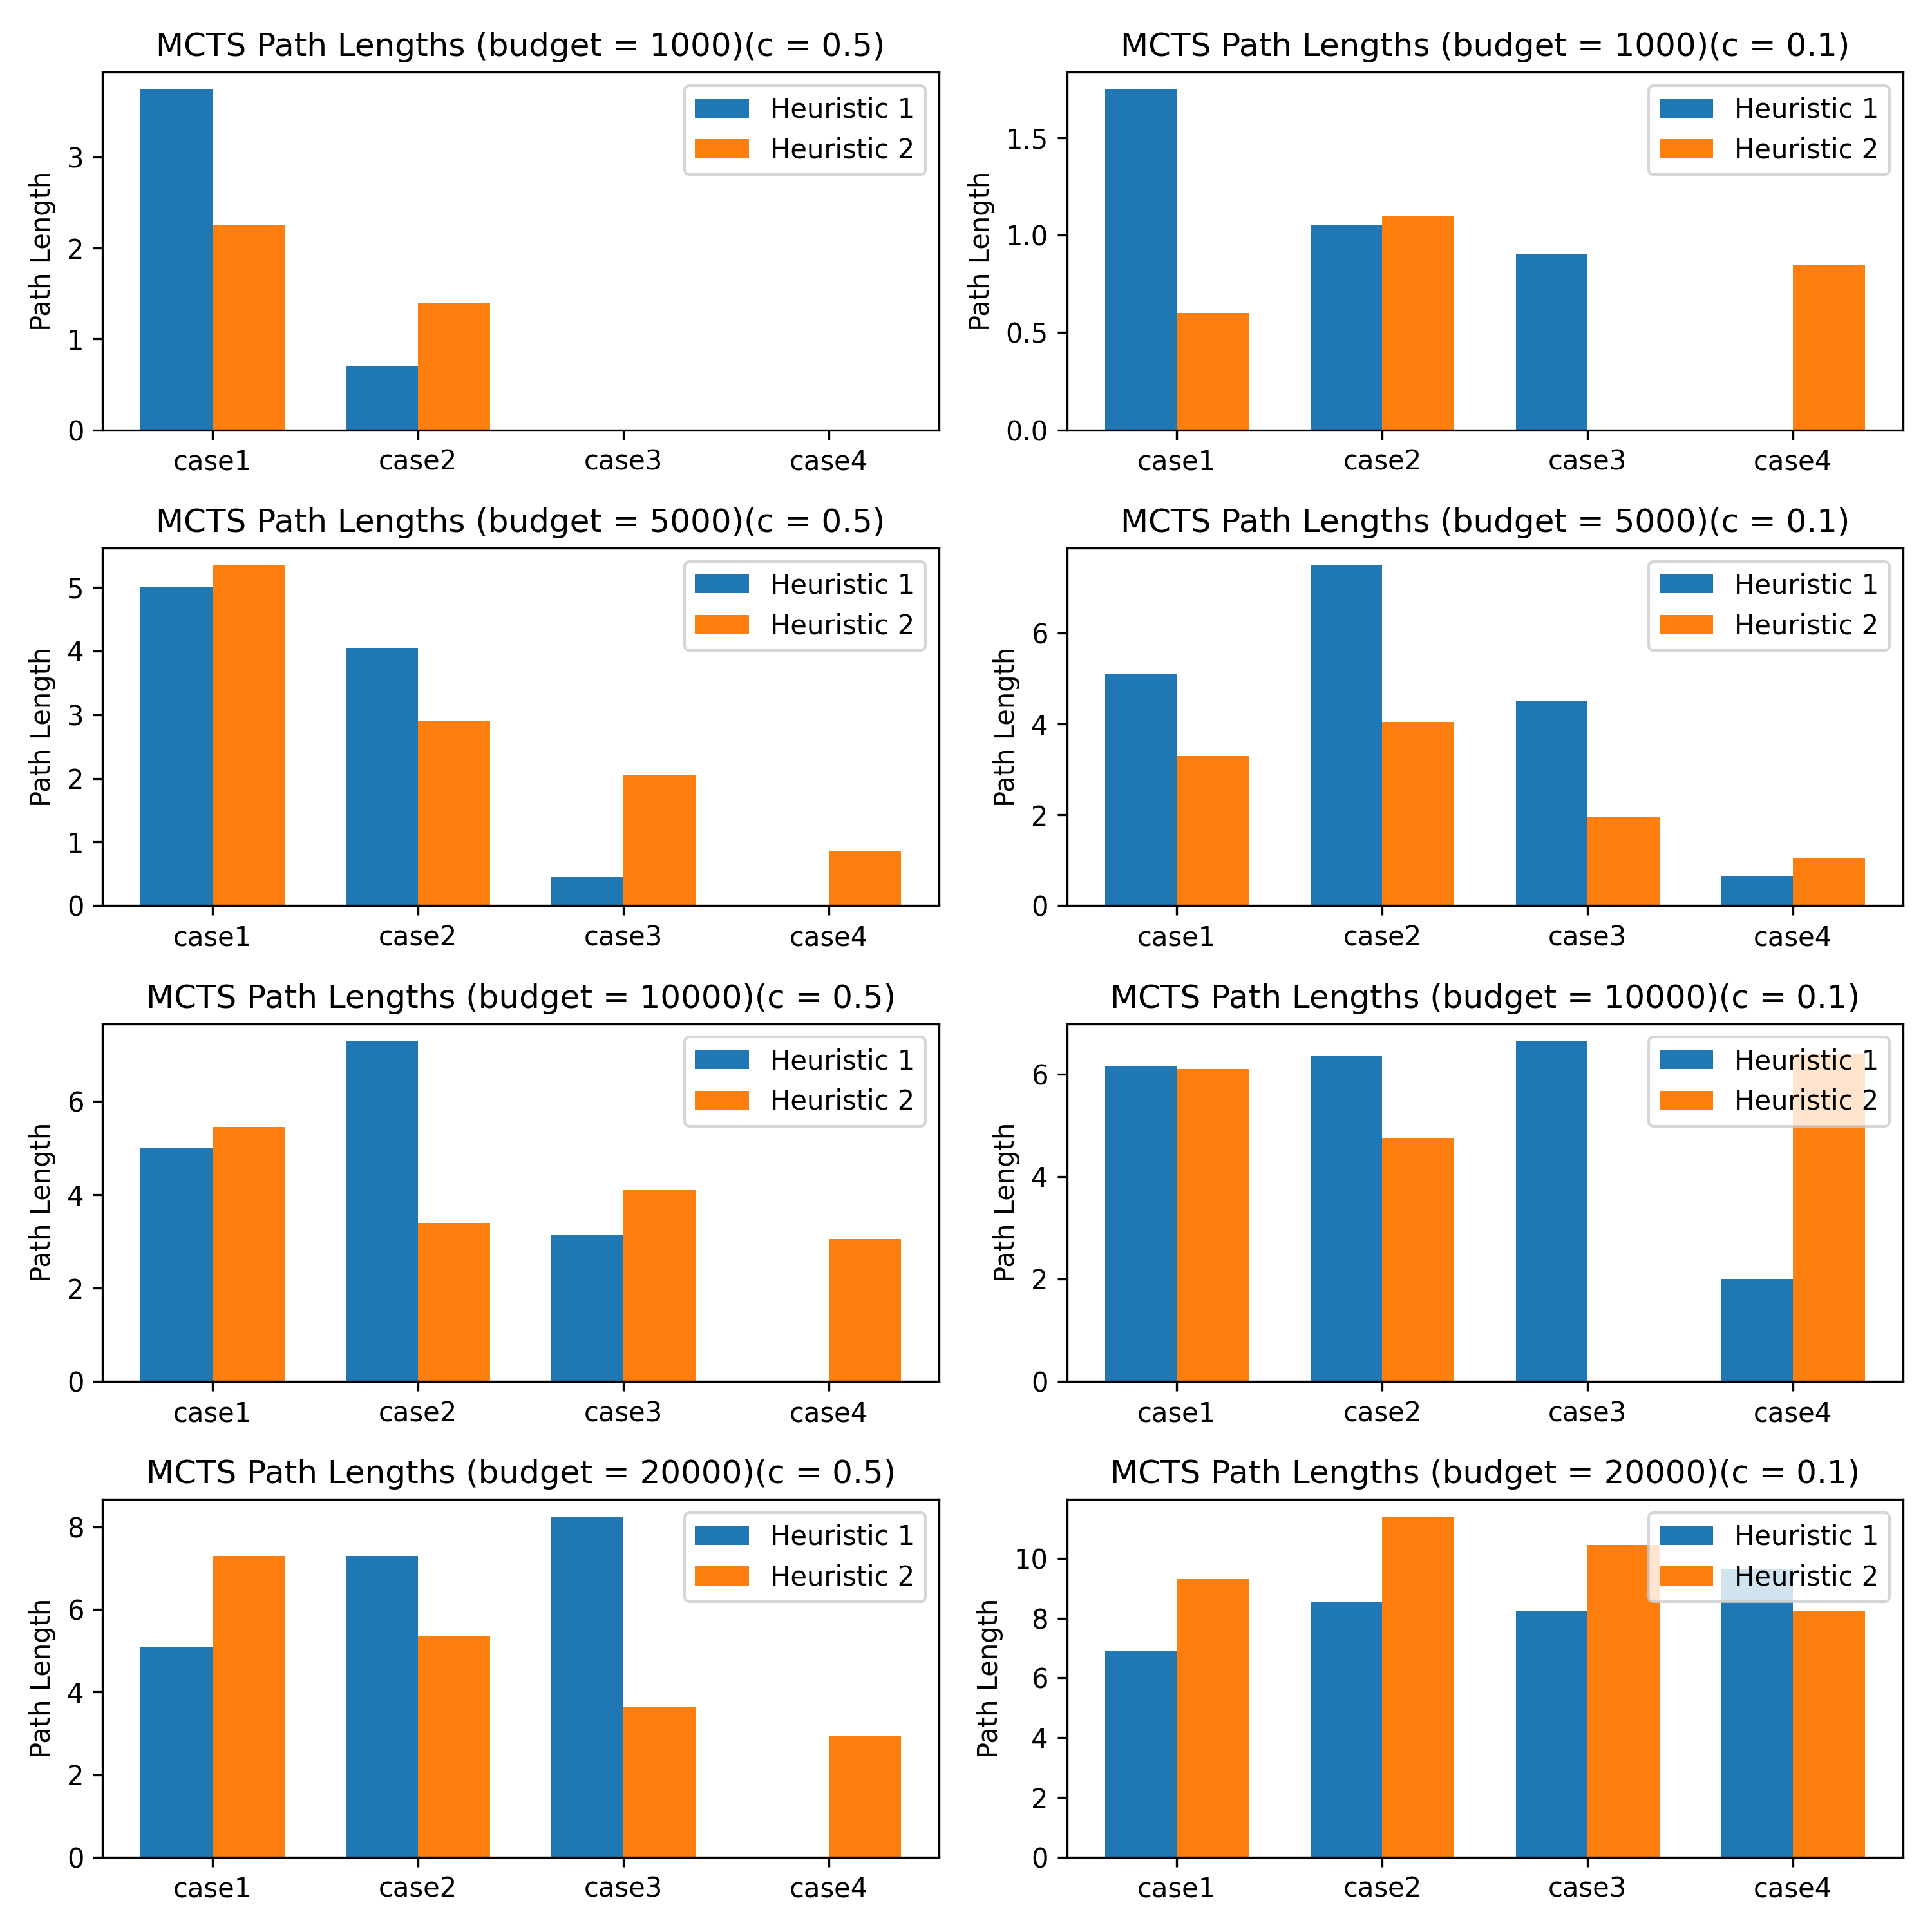 MCTS Path Lengths (budget = 1000)(c = 0.5)
Path Length
3
2
1
0
Heuristic 1
Heuristic 2
case1 case2 case3 case4
MCTS Path Lengths (budget = 1000)(c = 0.1)
Path Length
1.5
1.0
0.5
0.0
Heuristic 1
Heuristic 2
case1 case2 case3 case4
MCTS Path Lengths (budget = 5000)(c = 0.5)
Path Length
5
4
3
2
1
0
Heuristic 1
Heuristic 2
case1 case2 case3 case4
MCTS Path Lengths (budget = 5000)(c = 0.1)
Path Length
6
4
2
0
Heuristic 1
Heuristic 2
case1 case2 case3 case4
MCTS Path Lengths (budget = 10000)(c = 0.5)
Path Length
6
4
2
0
Heuristic 1
Heuristic 2
case1 case2 case3 case4
MCTS Path Lengths (budget = 10000)(c = 0.1)
Path Length
6
4
2
0
Heuristic 1
Heuristic 2
case1 case2 case3 case4
MCTS Path Lengths (budget = 20000)(c = 0.5)
Path Length
8
6
4
2
0
Heuristic 1
Heuristic 2
case1 case2 case3 case4
MCTS Path Lengths (budget = 20000)(c = 0.1)
Path Length
10
8
6
4
2
0
Heuristic 1
Heuristic 2
case1 case2 case3 case4